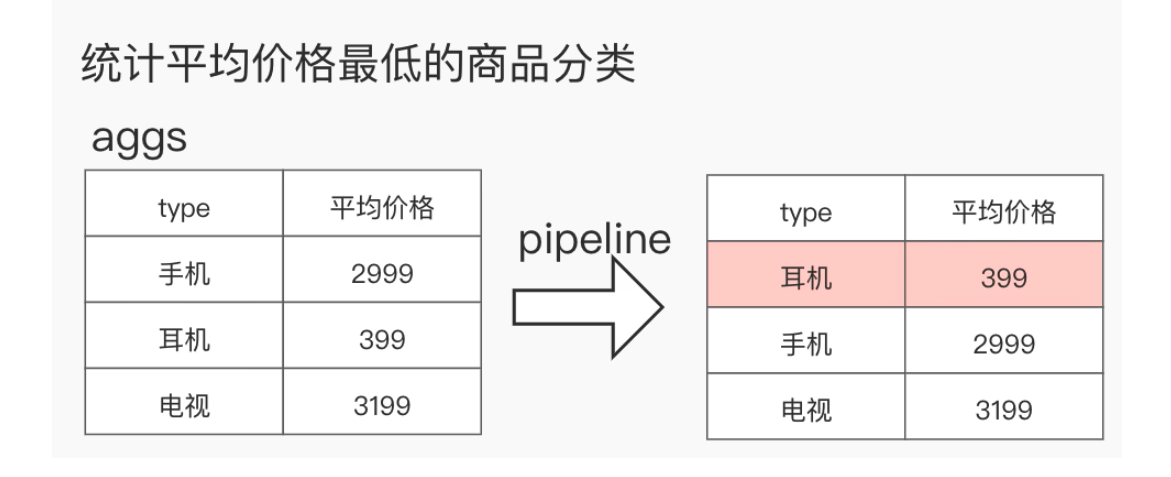 统计平均价格最低的商品分类
aggs
type 平均价格
手机 2999
耳机 399
电视 3199
pipeline
type 平均价格
耳机 399
手机 2999
电视 3199